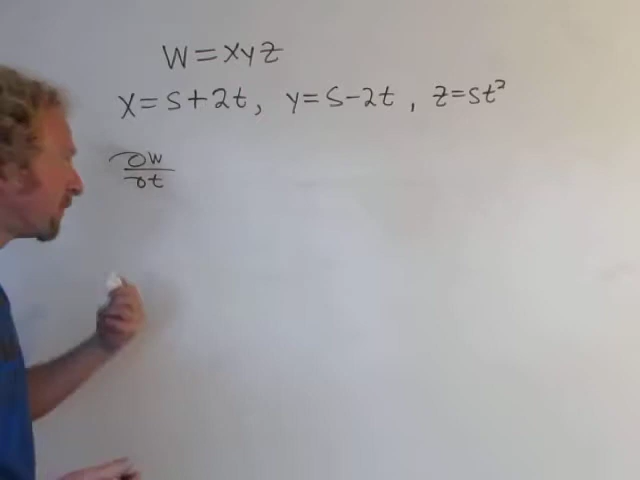 W = xyz
x = s+2t, y = s-2t, z = st²
∂w
∂t